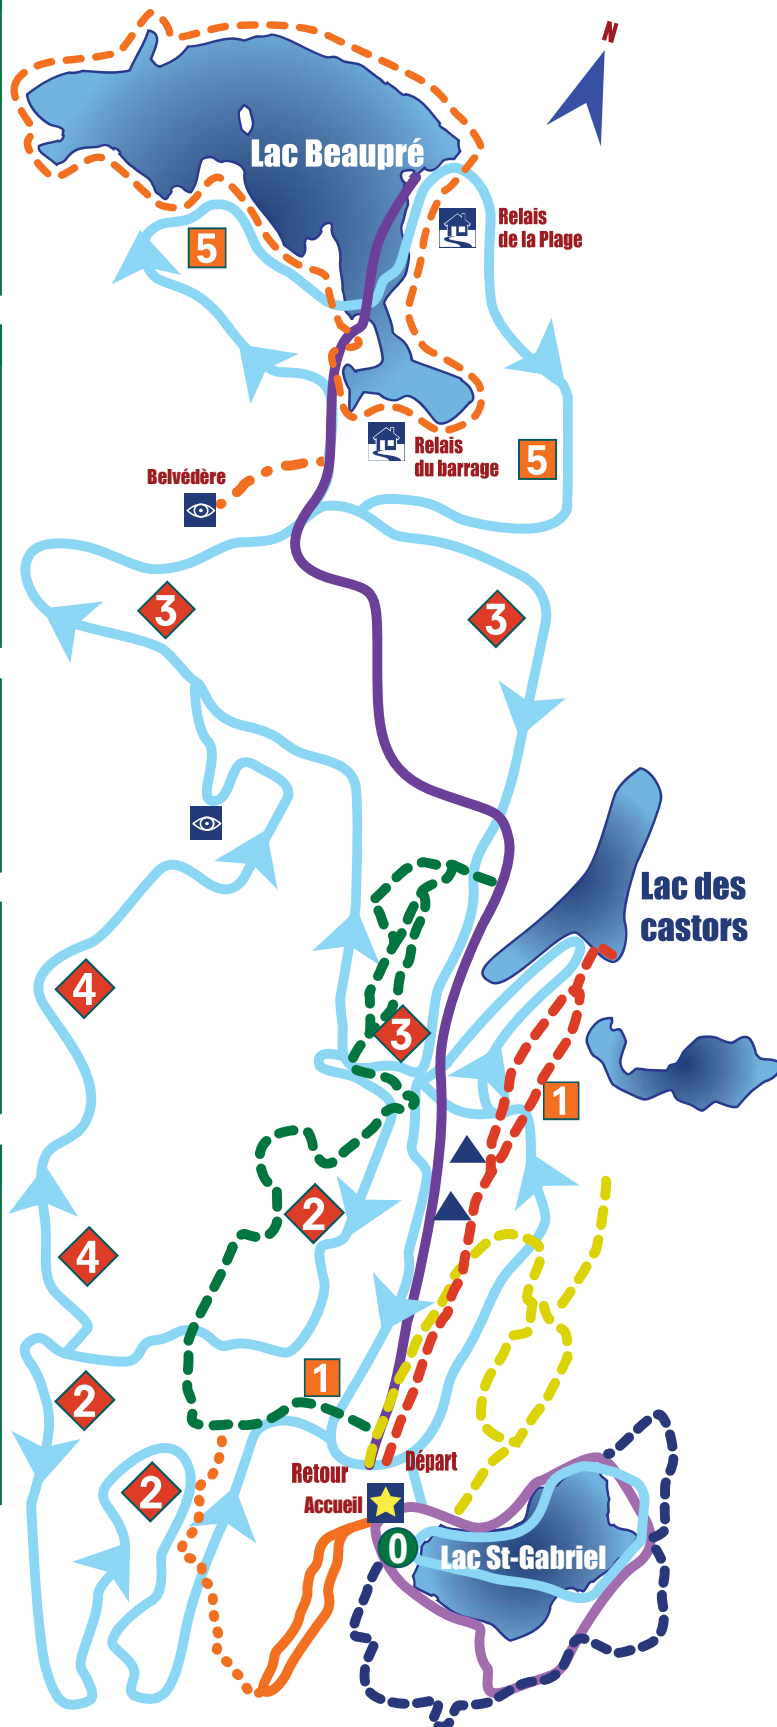 N
Lac Beaupré
Relais
de la Plage
5
5
Relais
du barrage
Belvédère
3
3
Lac des
castors
4
3
1
2
4
1
2
2
Retour
Départ
Accueil
0
Lac St-Gabriel